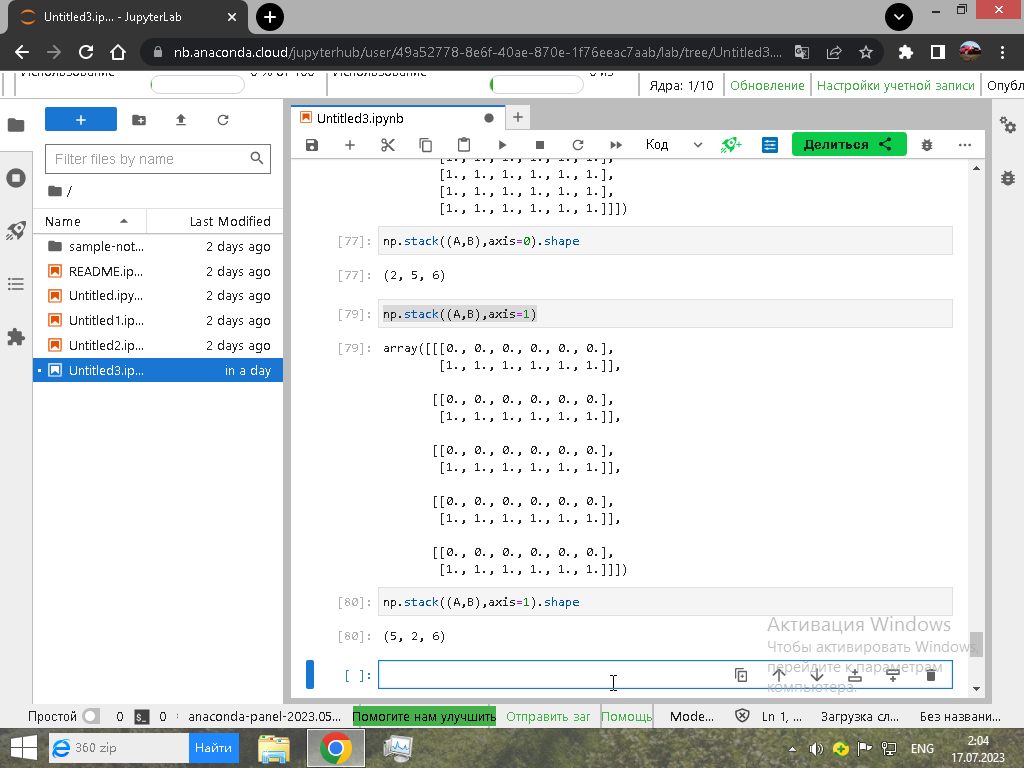 Untitled3.ip... - JupyterLab
nb.anaconda.cloud/jupyterhub/user/49a52778-8e6f-40ae-870e-1f76eeac7aab/lab/tree/Untitled3....
Использование 0 % от 100 Использование 0 из
Ядра: 1/10 Обновление Настройки учетной записи Опубл
Filter files by name
/
Name Last Modified
sample-not... 2 days ago
README.ip... 2 days ago
Untitled.ipy... 2 days ago
Untitled1.ip... 2 days ago
Untitled2.ip... 2 days ago
Untitled3.ip... in a day
Untitled3.ipynb
Код
Делиться
[1., 1., 1., 1., 1., 1.],
[1., 1., 1., 1., 1., 1.],
[1., 1., 1., 1., 1., 1.],
[1., 1., 1., 1., 1., 1.]]])
[77]: np.stack((A,B),axis=0).shape
[77]: (2, 5, 6)
[79]: np.stack((A,B),axis=1)
[79]: array([[[0., 0., 0., 0., 0., 0.],
[1., 1., 1., 1., 1., 1.]],
[[0., 0., 0., 0., 0., 0.],
[1., 1., 1., 1., 1., 1.]],
[[0., 0., 0., 0., 0., 0.],
[1., 1., 1., 1., 1., 1.]],
[[0., 0., 0., 0., 0., 0.],
[1., 1., 1., 1., 1., 1.]],
[[0., 0., 0., 0., 0., 0.],
[1., 1., 1., 1., 1., 1.]]])
[80]: np.stack((A,B),axis=1).shape
[80]: (5, 2, 6)
[ ]:
Активация Windows
Чтобы активировать Windows,
перейдите к параметрам
компьютера.
Простой 0 $_ 0 anaconda-panel-2023.05... Помогите нам улучшить Отправить заг Помощь Mode... Ln 1, ... Загрузка сл... Без названи...
360 zip Найти
ENG
2:04
17.07.2023